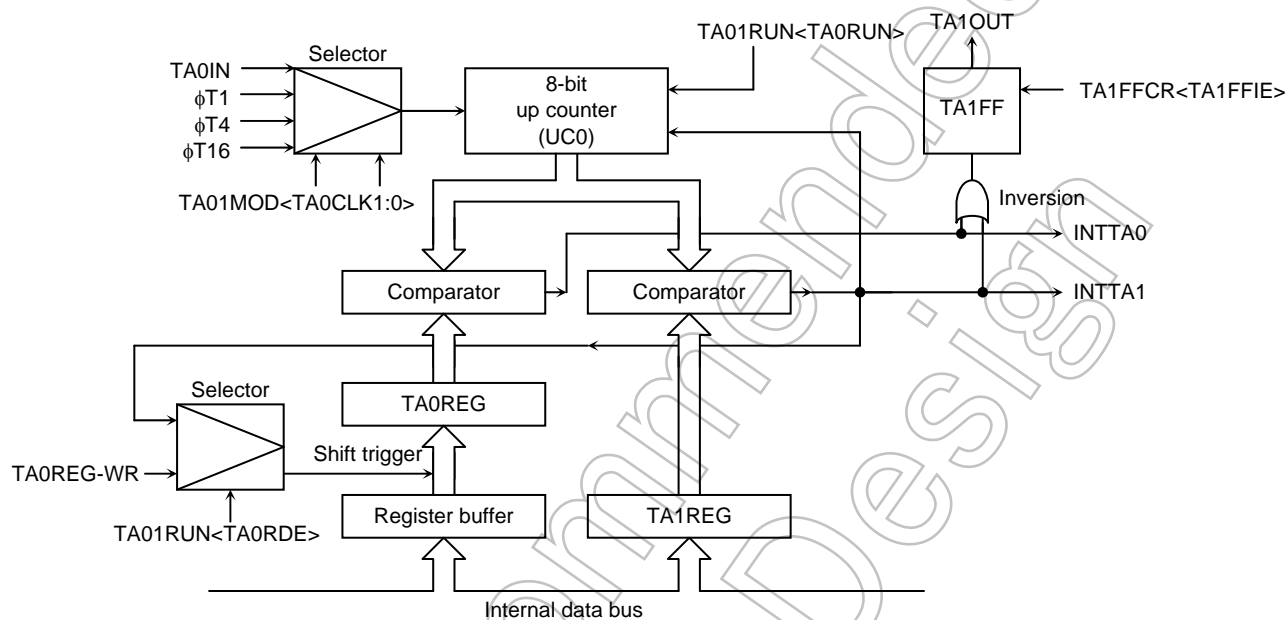 TA1OUT
TA01RUN<TA0RUN>
Selector
TA0IN
ϕT1
ϕT4
ϕT16
8-bit
up counter
(UC0)
TA1FF
TA1FFCR<TA1FFIE>
TA01MOD<TA0CLK1:0>
Inversion
INTTA0
Comparator
Comparator
INTTA1
Selector
TA0REG
Shift trigger
TA0REG-WR
Register buffer
TA1REG
TA01RUN<TA0RDE>
Internal data bus
ommende
Design